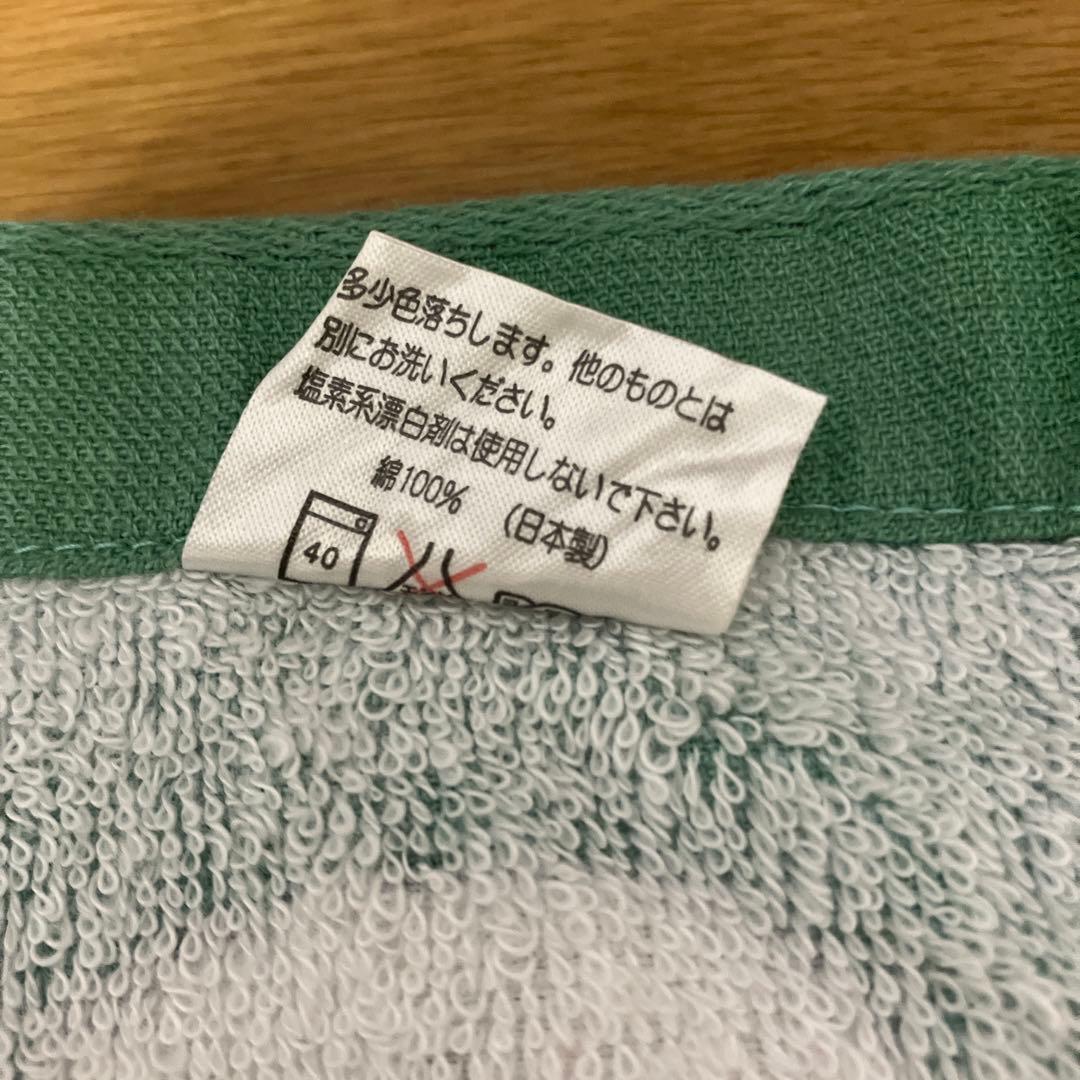 多少色落ちします。他のものとは
別にお洗いください。
塩素系漂白剤は使用しないで下さい。
綿100% (日本製)
40